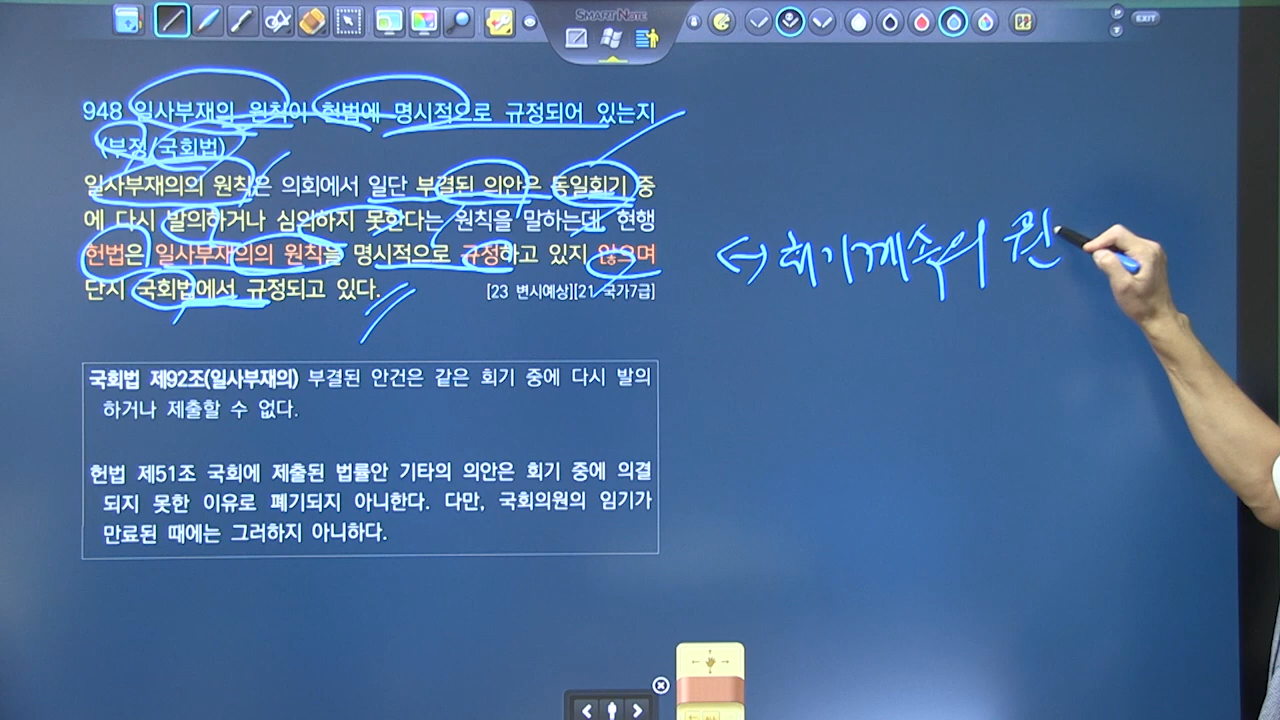 SMARTNOTE
EXIT
948 일사부재의 원칙이 헌법에 명시적으로 규정되어 있는지
(부정/국회법)
일사부재의의 원칙은 의회에서 일단 부결된 의안은 동일회기 중
에 다시 발의하거나 심의하지 못한다는 원칙을 말하는데, 현행
헌법은 일사부재의의 원칙을 명시적으로 규정하고 있지 않으며
단지 국회법에서 규정되고 있다.
[23 변시예상][21 국가7급]
↔ 회기계속의 원
국회법 제92조(일사부재의) 부결된 안건은 같은 회기 중에 다시 발의
하거나 제출할 수 없다.
헌법 제51조 국회에 제출된 법률안 기타의 의안은 회기 중에 의결
되지 못한 이유로 폐기되지 아니한다. 다만, 국회의원의 임기가
만료된 때에는 그러하지 아니하다.